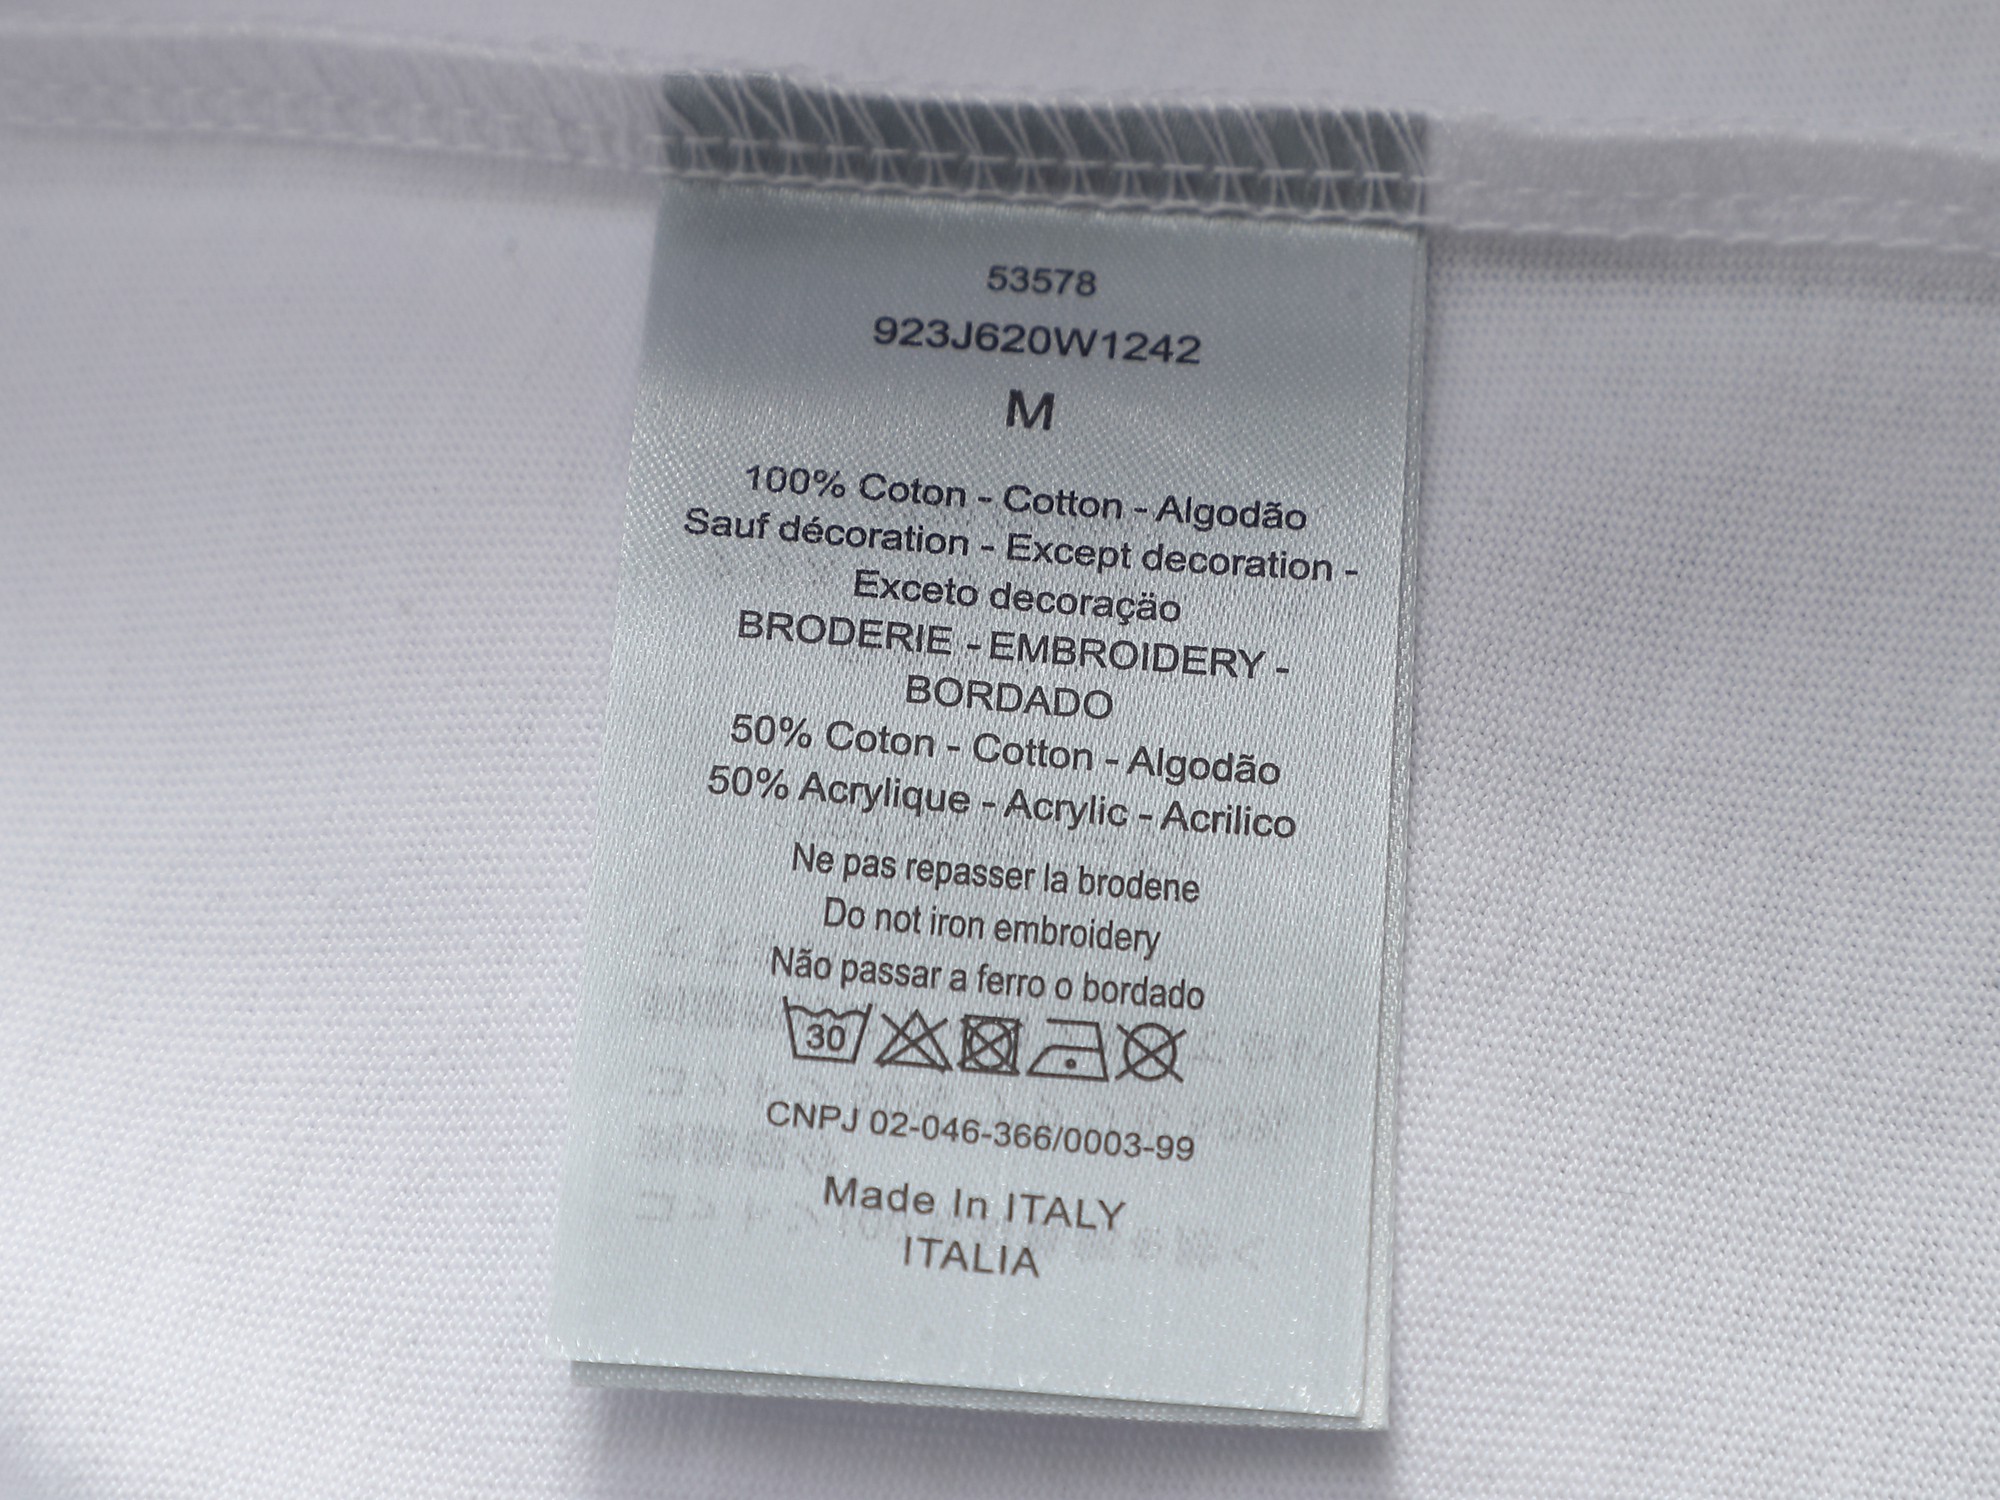 53578
923J620W1242
M
100% Coton - Cotton - Algodão
Sauf décoration - Except decoration -
Exceto decoraçäo
BRODERIE - EMBROIDERY -
BORDADO
50% Coton - Cotton - Algodão
50% Acrylique - Acrylic - Acrilico
Ne pas repasser la brodene
Do not iron embroidery
Não passar a ferro o bordado
30
CNPJ 02-046-366/0003-99
Made In ITALY
ITALIA